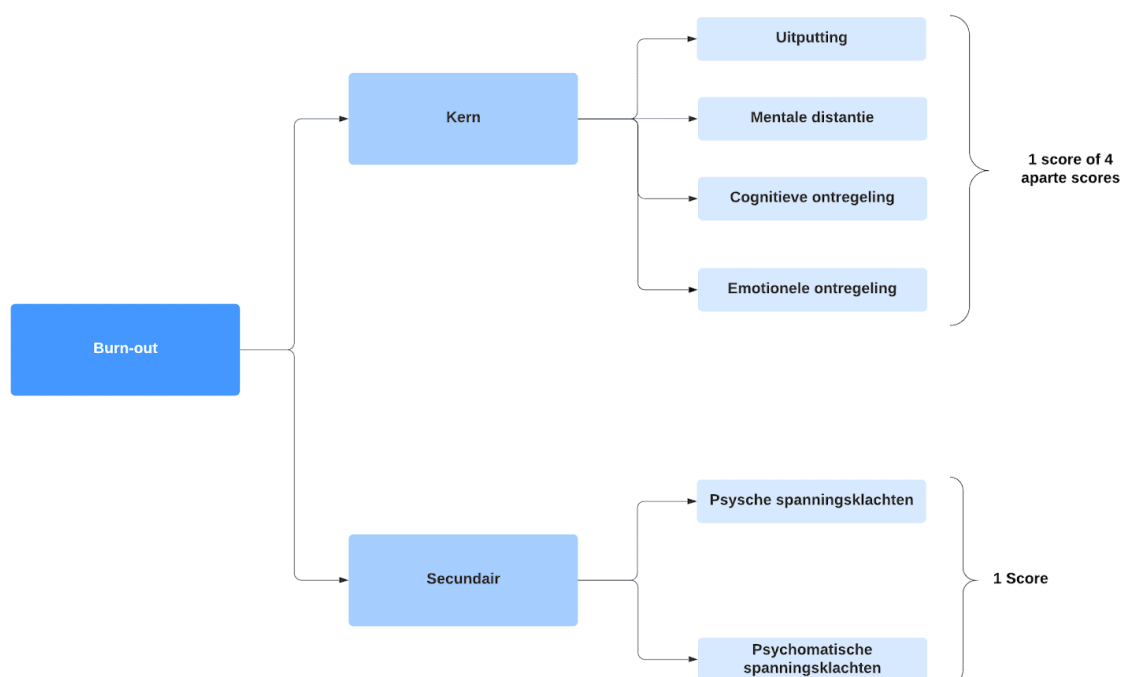 Uitputting
Kern
Mentale distantie
1 score of 4
aparte scores
Cognitieve ontregeling
Emotionele ontregeling
Burn-out
Psysche spanningsklachten
Secundair
1 Score
Psychomatische
spanningsklachten